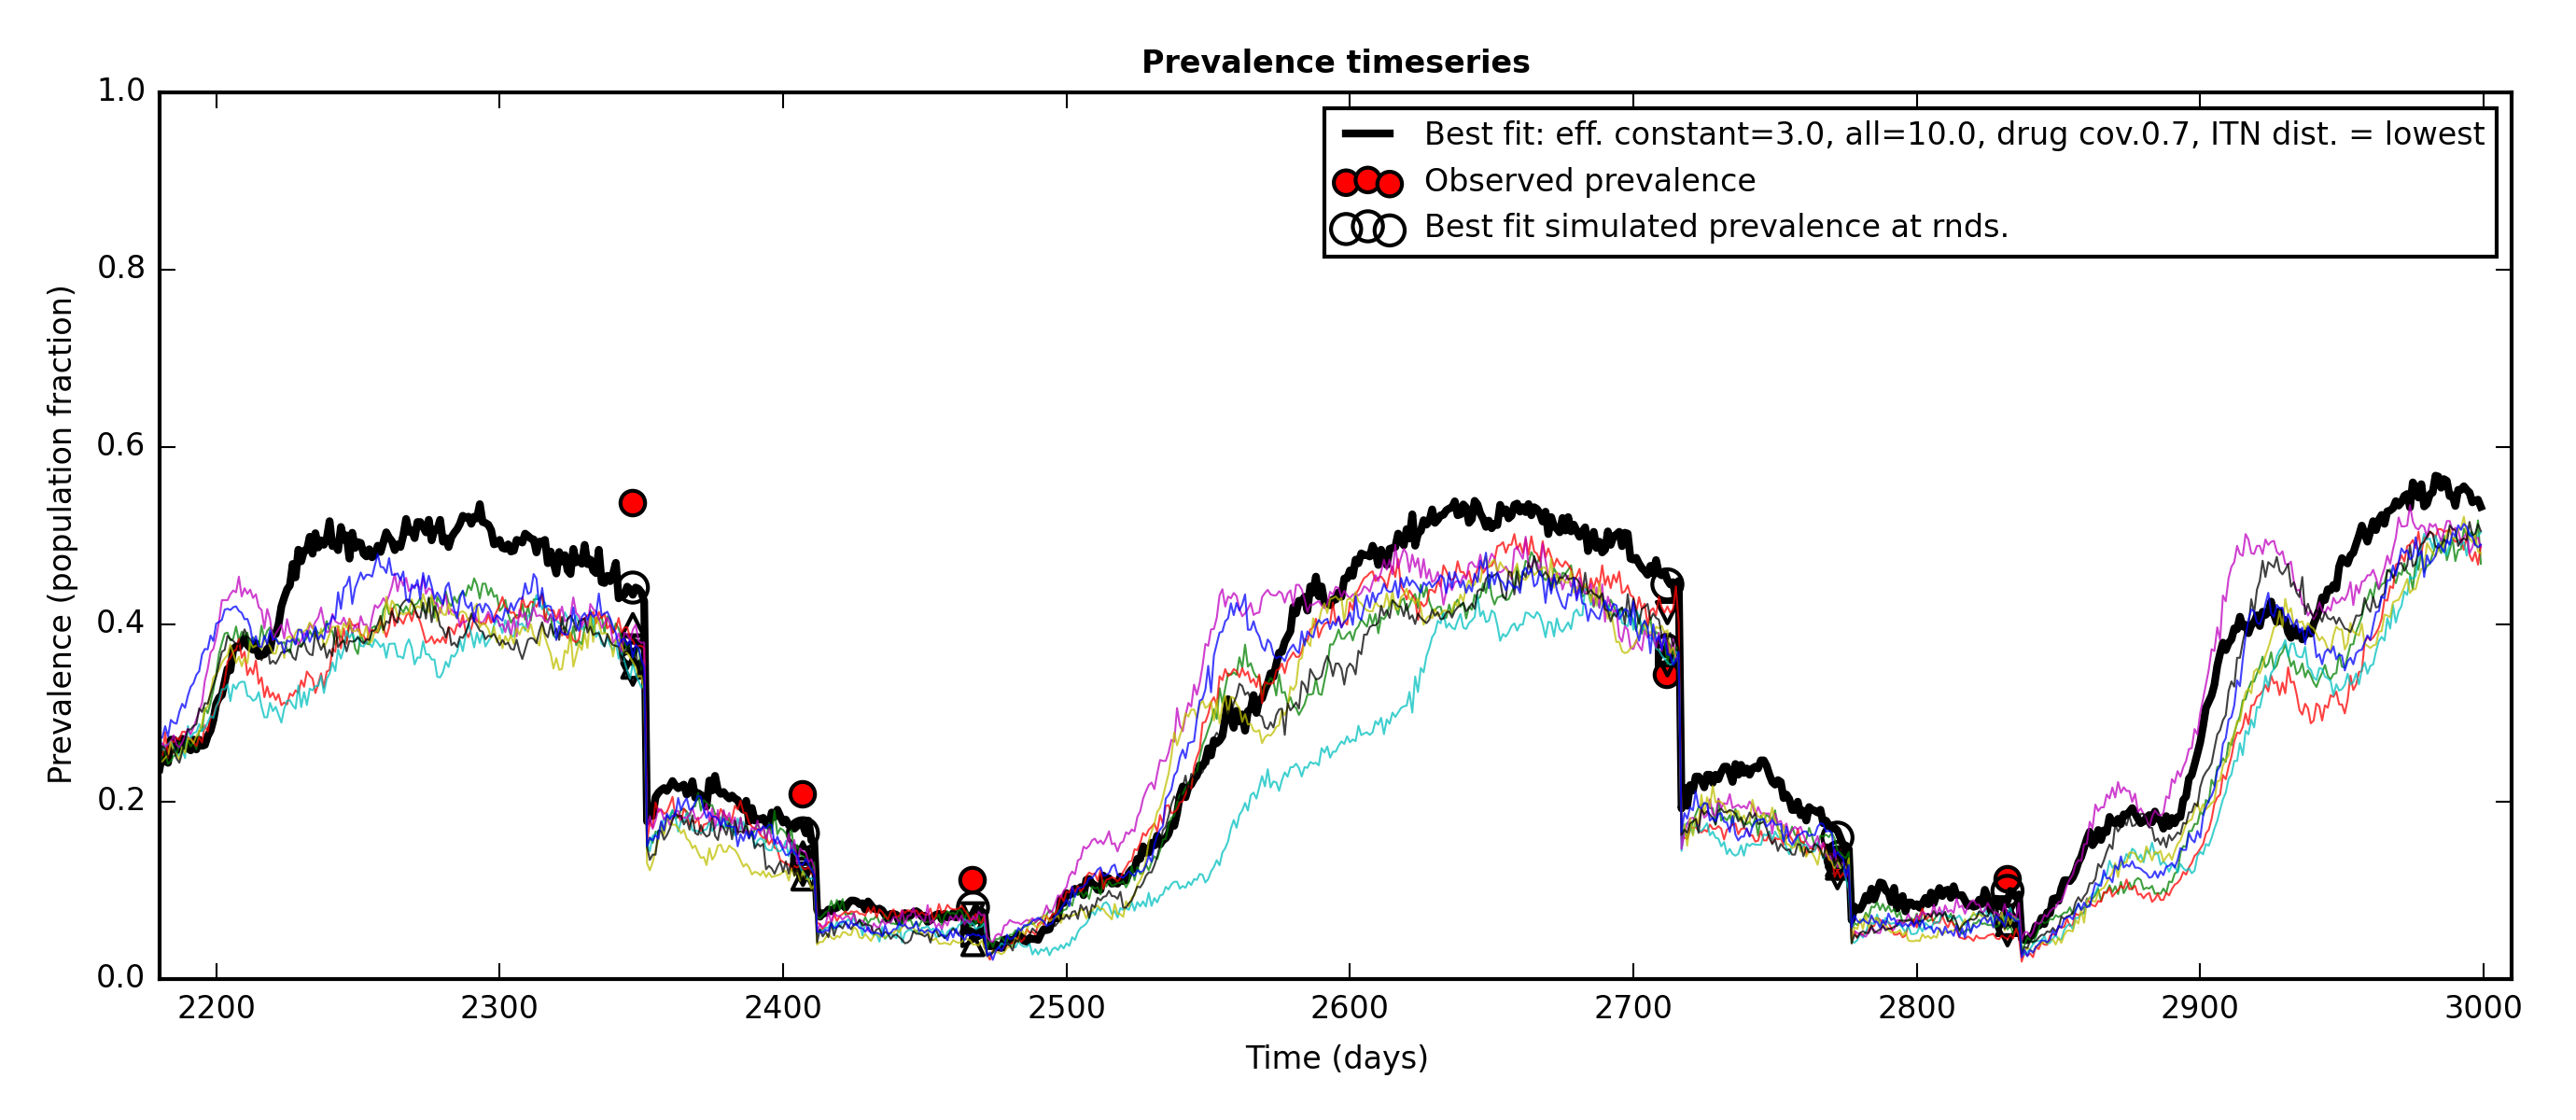 Prevalence timeseries
1.0
0.8
0.6
0.4
0.2
0.0
Prevalence (population fraction)
Best fit: eff. constant=3.0, all=10.0, drug cov.0.7, ITN dist. = lowest
Observed prevalence
Best fit simulated prevalence at rnds.
2200 2300 2400 2500 2600 2700 2800 2900 3000
Time (days)